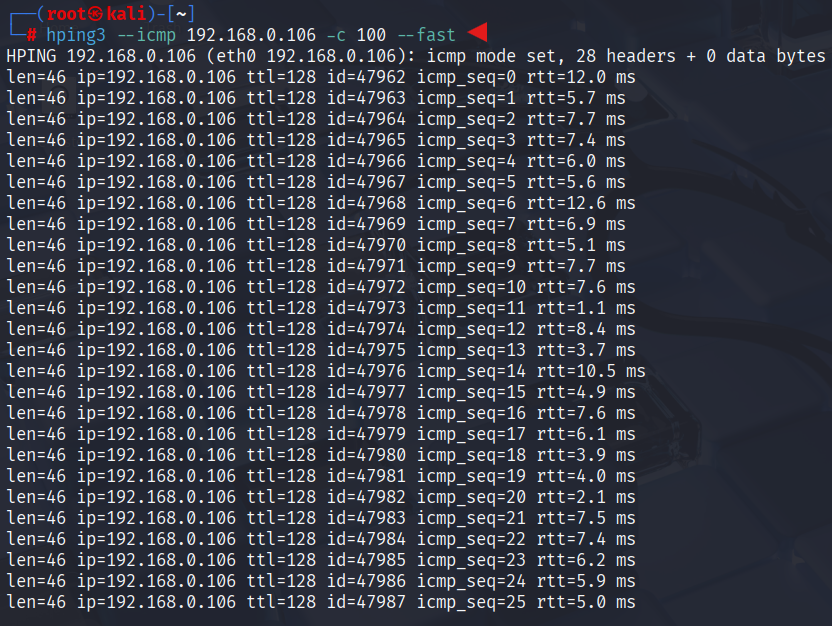 ┌──(root㉿kali)-[~]
└─# hping3 --icmp 192.168.0.106 -c 100 --fast
HPING 192.168.0.106 (eth0 192.168.0.106): icmp mode set, 28 headers + 0 data bytes
len=46 ip=192.168.0.106 ttl=128 id=47962 icmp_seq=0 rtt=12.0 ms
len=46 ip=192.168.0.106 ttl=128 id=47963 icmp_seq=1 rtt=5.7 ms
len=46 ip=192.168.0.106 ttl=128 id=47964 icmp_seq=2 rtt=7.7 ms
len=46 ip=192.168.0.106 ttl=128 id=47965 icmp_seq=3 rtt=7.4 ms
len=46 ip=192.168.0.106 ttl=128 id=47966 icmp_seq=4 rtt=6.0 ms
len=46 ip=192.168.0.106 ttl=128 id=47967 icmp_seq=5 rtt=5.6 ms
len=46 ip=192.168.0.106 ttl=128 id=47968 icmp_seq=6 rtt=12.6 ms
len=46 ip=192.168.0.106 ttl=128 id=47969 icmp_seq=7 rtt=6.9 ms
len=46 ip=192.168.0.106 ttl=128 id=47970 icmp_seq=8 rtt=5.1 ms
len=46 ip=192.168.0.106 ttl=128 id=47971 icmp_seq=9 rtt=7.7 ms
len=46 ip=192.168.0.106 ttl=128 id=47972 icmp_seq=10 rtt=7.6 ms
len=46 ip=192.168.0.106 ttl=128 id=47973 icmp_seq=11 rtt=1.1 ms
len=46 ip=192.168.0.106 ttl=128 id=47974 icmp_seq=12 rtt=8.4 ms
len=46 ip=192.168.0.106 ttl=128 id=47975 icmp_seq=13 rtt=3.7 ms
len=46 ip=192.168.0.106 ttl=128 id=47976 icmp_seq=14 rtt=10.5 ms
len=46 ip=192.168.0.106 ttl=128 id=47977 icmp_seq=15 rtt=4.9 ms
len=46 ip=192.168.0.106 ttl=128 id=47978 icmp_seq=16 rtt=7.6 ms
len=46 ip=192.168.0.106 ttl=128 id=47979 icmp_seq=17 rtt=6.1 ms
len=46 ip=192.168.0.106 ttl=128 id=47980 icmp_seq=18 rtt=3.9 ms
len=46 ip=192.168.0.106 ttl=128 id=47981 icmp_seq=19 rtt=4.0 ms
len=46 ip=192.168.0.106 ttl=128 id=47982 icmp_seq=20 rtt=2.1 ms
len=46 ip=192.168.0.106 ttl=128 id=47983 icmp_seq=21 rtt=7.5 ms
len=46 ip=192.168.0.106 ttl=128 id=47984 icmp_seq=22 rtt=7.4 ms
len=46 ip=192.168.0.106 ttl=128 id=47985 icmp_seq=23 rtt=6.2 ms
len=46 ip=192.168.0.106 ttl=128 id=47986 icmp_seq=24 rtt=5.9 ms
len=46 ip=192.168.0.106 ttl=128 id=47987 icmp_seq=25 rtt=5.0 ms